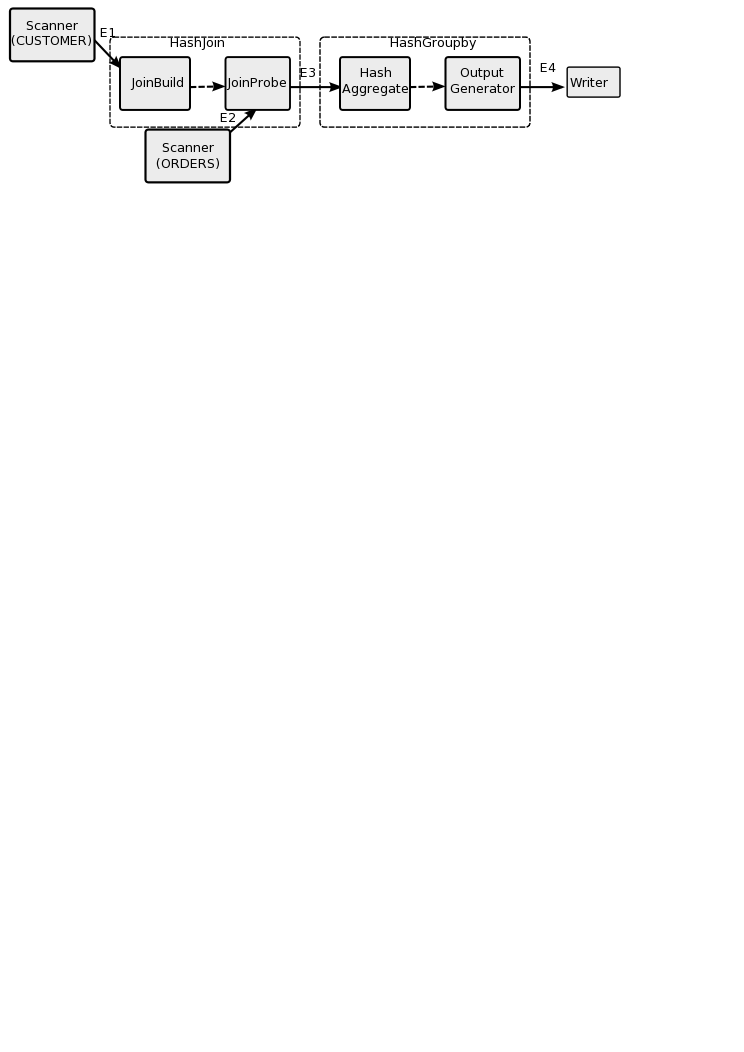 Scanner
(CUSTOMER)
E1
HashJoin
JoinBuild
JoinProbe
E2
Scanner
(ORDERS)
E3
HashGroupby
Hash
Aggregate
Output
Generator
E4
Writer